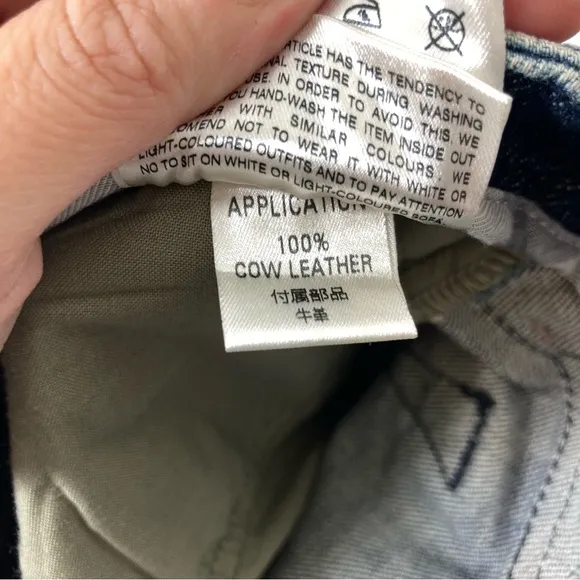 ARTICLE HAS THE TENDENCY TO
TEXTURE DURING WASHING
USE. IN ORDER TO AVOID THIS, WE
YOU HAND-WASH THE ITEM INSIDE OUT
WITH SIMILAR COLOURS. WE
NOT TO WEAR IT WITH WHITE OR
LIGHT-COLOURED OUTFITS AND TO PAY ATTENTION
NO TO SIT ON WHITE OR LIGHT-COLOURED SOFA.
APPLICATION
100%
COW LEATHER
付属部品
牛革